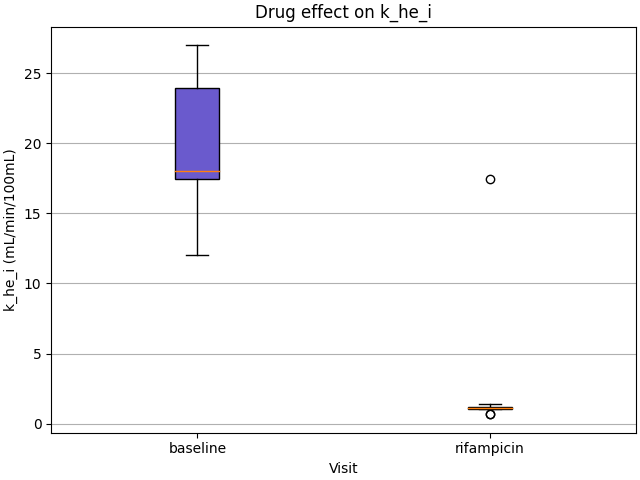 Drug effect on k_he_i
k_he_i (mL/min/100mL)
25
20
15
10
5
0
baseline
rifampicin
Visit